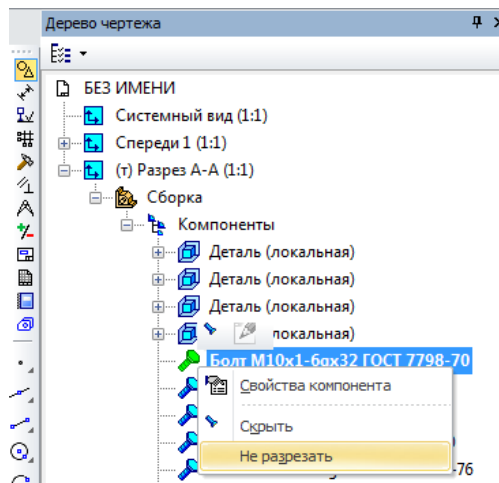 Дерево чертежа
БЕЗ ИМЕНИ
Системный вид (1:1)
Спереди 1 (1:1)
(т) Разрез А-А (1:1)
Сборка
Компоненты
Деталь (локальная)
Деталь (локальная)
Деталь (локальная)
локальная)
Болт М10х1-6gх32 ГОСТ 7798-70
Свойства компонента
Скрыть
Не разрезать
-76